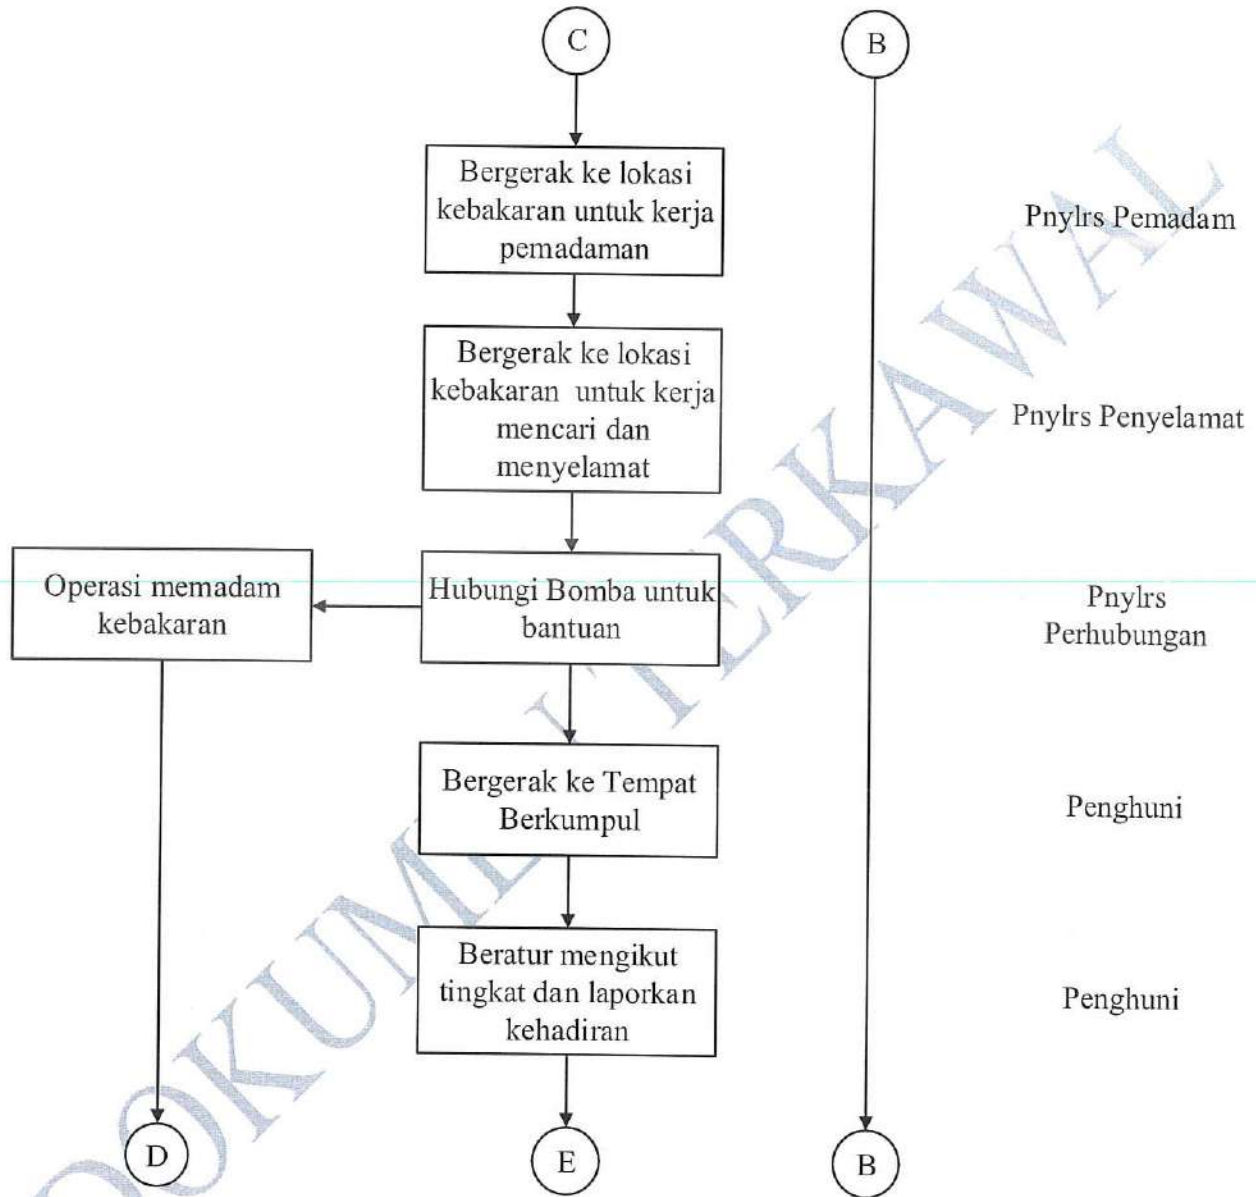 C
B
Bergerak ke lokasi
kebakaran untuk kerja
pemadaman
Pnylrs Pemadam
Bergerak ke lokasi
kebakaran untuk kerja
mencari dan
menyelamat
Pnylrs Penyelamat
Operasi memadam
kebakaran
Hubungi Bomba untuk
bantuan
Pnylrs
Perhubungan
Bergerak ke Tempat
Berkumpul
Penghuni
Beratur mengikut
tingkat dan laporkan
kehadiran
Penghuni
D
E
B
TERKAWAL